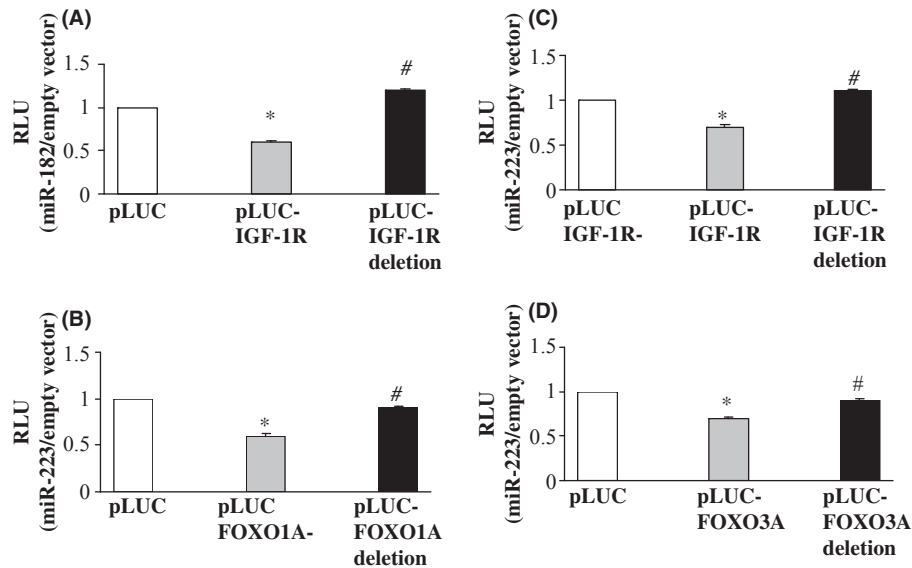 (A)
RLU
(miR-182/empty vector)
1.5
1
0.5
0
*
#
pLUC
pLUC-
IGF-1R
pLUC-
IGF-1R
deletion
(B)
RLU
(miR-223/empty vector)
1.5
1
0.5
0
*
#
pLUC
pLUC
FOXO1A-
pLUC-
FOXO1A
deletion
(C)
RLU
(miR-223/empty vector)
1.5
1
0.5
0
*
#
pLUC
IGF-1R-
pLUC-
IGF-1R
pLUC-
IGF-1R
deletion
(D)
RLU
(miR-223/empty vector)
1.5
1
0.5
0
*
#
pLUC
pLUC-
FOXO3A
pLUC-
FOXO3A
deletion